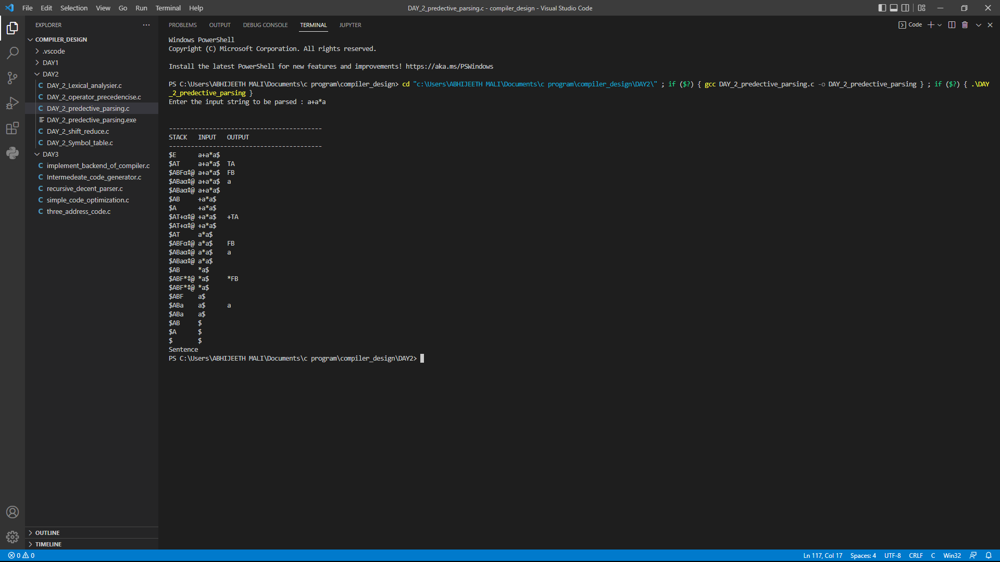 File Edit Selection View Go Run Terminal Help
DAY_2_predective_parsing.c - compiler_design - Visual Studio Code
EXPLORER
COMPILER_DESIGN
.vscode
DAY1
DAY2
C DAY_2_Lexical_analysier.c
C DAY_2_operator_precedencise.c
C DAY_2_predective_parsing.c
DAY_2_predective_parsing.exe
C DAY_2_shift_reduce.c
C DAY_2_Symbol_table.c
DAY3
C implement_backend_of_compiler.c
C Intermedeate_code_generator.c
C recursive_decent_parser.c
C simple_code_optimization.c
C three_address_code.c
OUTLINE
TIMELINE
PROBLEMS OUTPUT DEBUG CONSOLE TERMINAL JUPYTER
Code
Windows PowerShell
Copyright (C) Microsoft Corporation. All rights reserved.
Install the latest PowerShell for new features and improvements! https://aka.ms/PSWindows
PS C:\Users\ABHIJEETH MALI\Documents\c program\compiler_design> cd "c:\Users\ABHIJEETH MALI\Documents\c program\compiler_design\DAY2\" ; if ($?) { gcc DAY_2_predective_parsing.c -o DAY_2_predective_parsing } ; if ($?) { .\DAY
_2_predective_parsing }
Enter the input string to be parsed : a+a*a
------------------------------------------
STACK INPUT OUTPUT
------------------------------------------
$E a+a*a$
$AT a+a*a$ TA
$ABFα↕@ a+a*a$ FB
$ABaα↕@ a+a*a$ a
$ABaα↕@ a+a*a$
$AB +a*a$
$A +a*a$
$AT+α↕@ +a*a$ +TA
$AT+α↕@ +a*a$
$AT a*a$
$ABFα↕@ a*a$ FB
$ABaα↕@ a*a$ a
$ABaα↕@ a*a$
$AB *a$
$ABF*↕@ *a$ *FB
$ABF*↕@ *a$
$ABF a$
$ABa a$ a
$ABa a$
$AB $
$A $
$ $
Sentence
PS C:\Users\ABHIJEETH MALI\Documents\c program\compiler_design\DAY2>
0 0
Ln 117, Col 17 Spaces: 4 UTF-8 CRLF C Win32